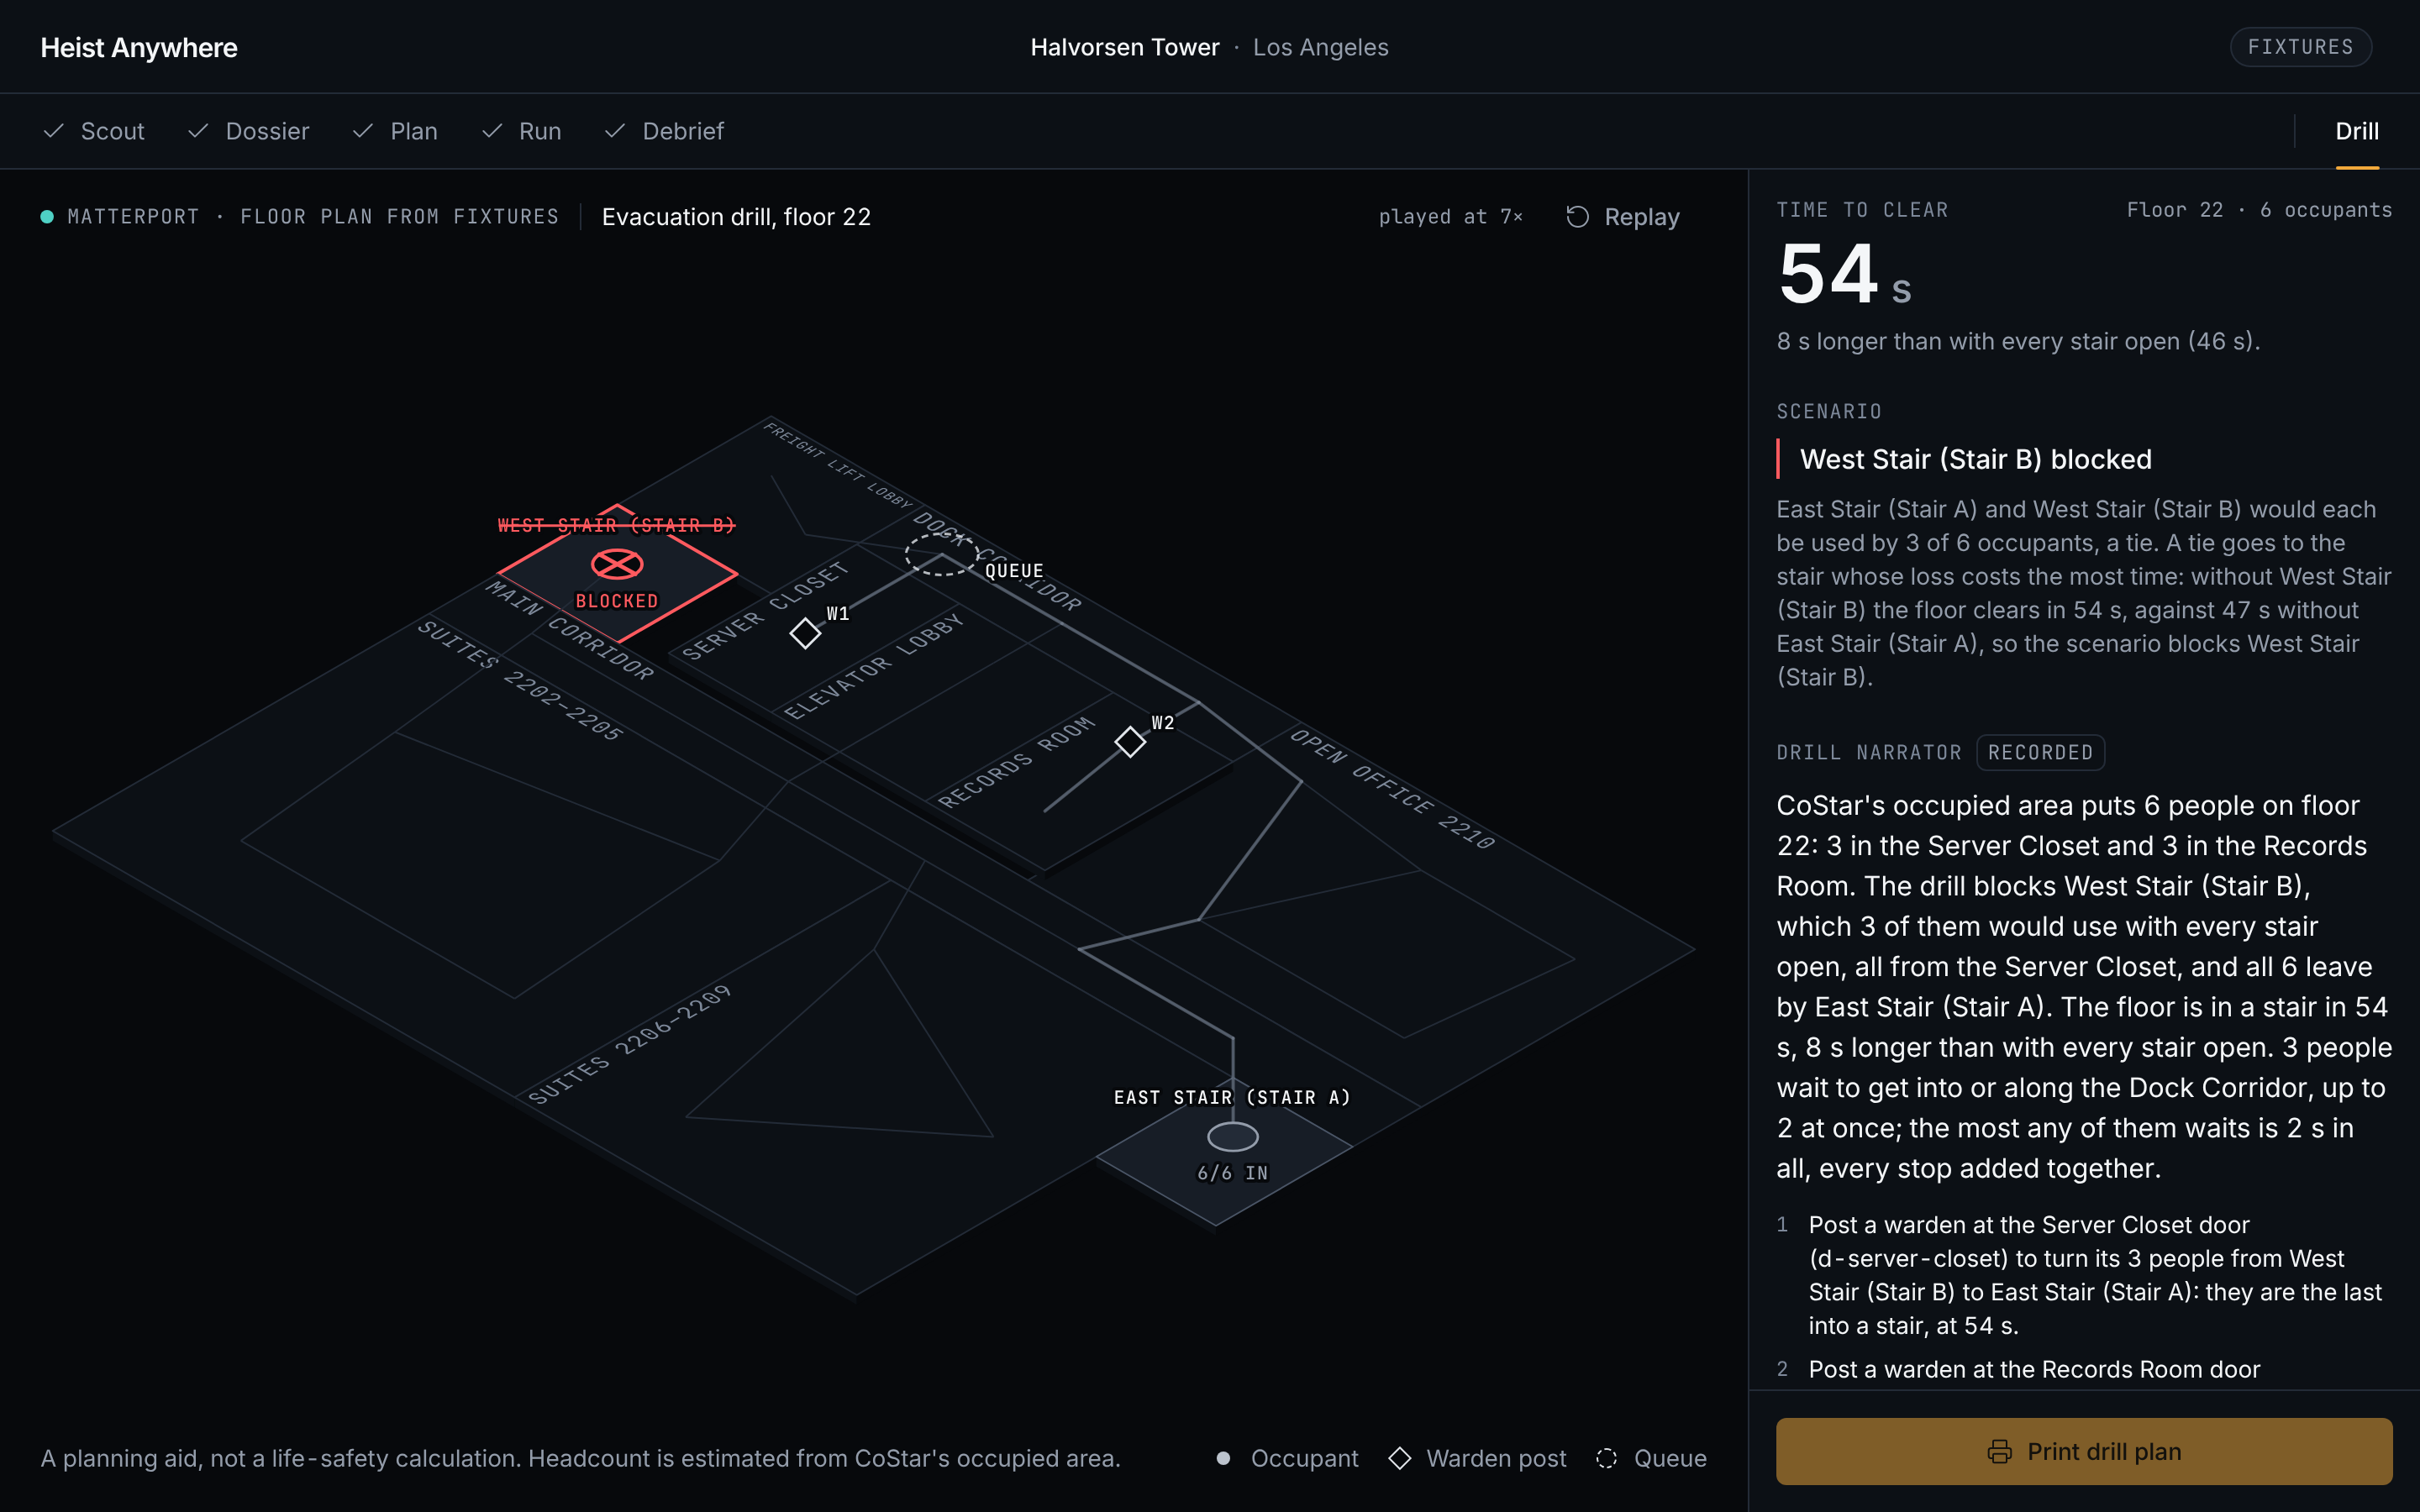 Heist Anywhere
Halvorsen Tower · Los Angeles
FIXTURES
Scout
Dossier
Plan
Run
Debrief
Drill
MATTERPORT · FLOOR PLAN FROM FIXTURES
Evacuation drill, floor 22
played at 7×
Replay
FREIGHT LIFT LOBBY
DOCK CORRIDOR
QUEUE
WEST STAIR (STAIR B)
BLOCKED
MAIN CORRIDOR
SERVER CLOSET
W1
ELEVATOR LOBBY
SUITES 2202-2205
RECORDS ROOM
W2
OPEN OFFICE 2210
SUITES 2206-2209
EAST STAIR (STAIR A)
6/6 IN
A planning aid, not a life-safety calculation. Headcount is estimated from CoStar's occupied area.
Occupant
Warden post
Queue
TIME TO CLEAR
Floor 22 · 6 occupants
54 s
8 s longer than with every stair open (46 s).
SCENARIO
West Stair (Stair B) blocked
East Stair (Stair A) and West Stair (Stair B) would each
be used by 3 of 6 occupants, a tie. A tie goes to the
stair whose loss costs the most time: without West Stair
(Stair B) the floor clears in 54 s, against 47 s without
East Stair (Stair A), so the scenario blocks West Stair
(Stair B).
DRILL NARRATOR
RECORDED
CoStar's occupied area puts 6 people on floor
22: 3 in the Server Closet and 3 in the Records
Room. The drill blocks West Stair (Stair B),
which 3 of them would use with every stair
open, all from the Server Closet, and all 6 leave
by East Stair (Stair A). The floor is in a stair in 54
s, 8 s longer than with every stair open. 3 people
wait to get into or along the Dock Corridor, up to
2 at once; the most any of them waits is 2 s in
all, every stop added together.
1 Post a warden at the Server Closet door
(d-server-closet) to turn its 3 people from West
Stair (Stair B) to East Stair (Stair A): they are the last
into a stair, at 54 s.
2 Post a warden at the Records Room door
Print drill plan